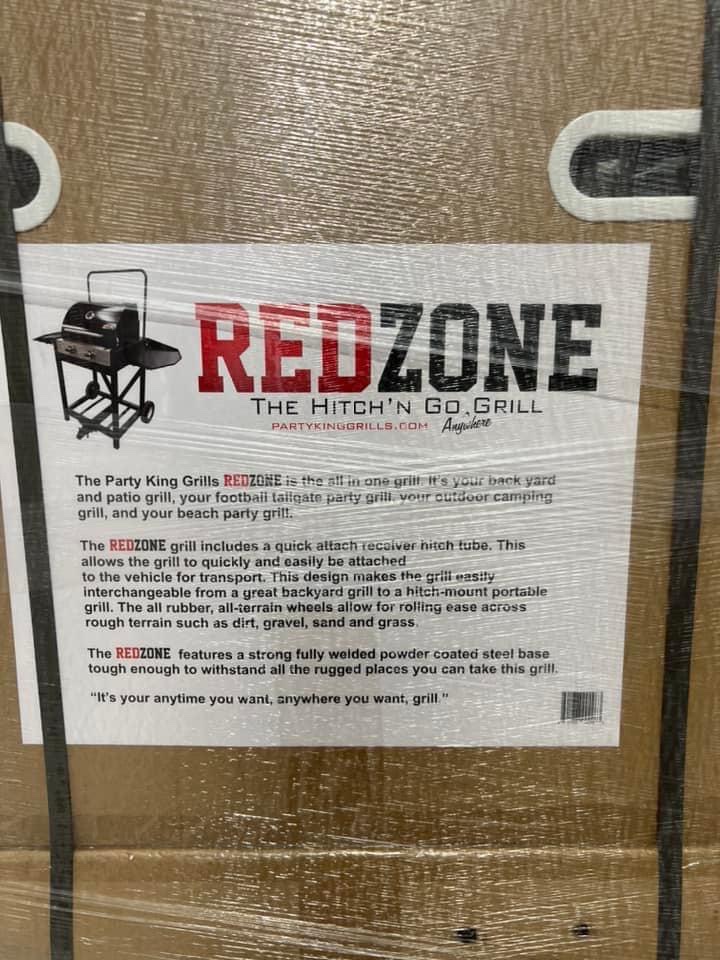 REDZONE
THE HITCH'N GO GRILL
PARTYKINGGRILLS.COM Anywhere
The Party King Grills REDZONE is the all in one grill. It's your back yard
and patio grill, your football tailgate party grill, your outdoor camping
grill, and your beach party grill.
The REDZONE grill includes a quick attach receiver hitch tube. This
allows the grill to quickly and easily be attached
to the vehicle for transport. This design makes the grill easily
interchangeable from a great backyard grill to a hitch-mount portable
grill. The all rubber, all-terrain wheels allow for rolling ease across
rough terrain such as dirt, gravel, sand and grass.
The REDZONE features a strong fully welded powder coated steel base
tough enough to withstand all the rugged places you can take this grill.
"It's your anytime you want, anywhere you want, grill."